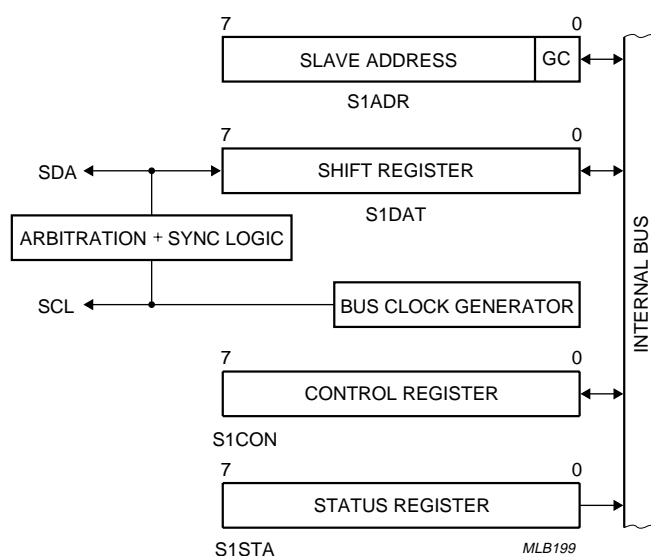 7 0
SLAVE ADDRESS GC
S1ADR
7 0
SDA SHIFT REGISTER
S1DAT
ARBITRATION + SYNC LOGIC
SCL BUS CLOCK GENERATOR
INTERNAL BUS
7 0
CONTROL REGISTER
S1CON
7 0
STATUS REGISTER
S1STA MLB199